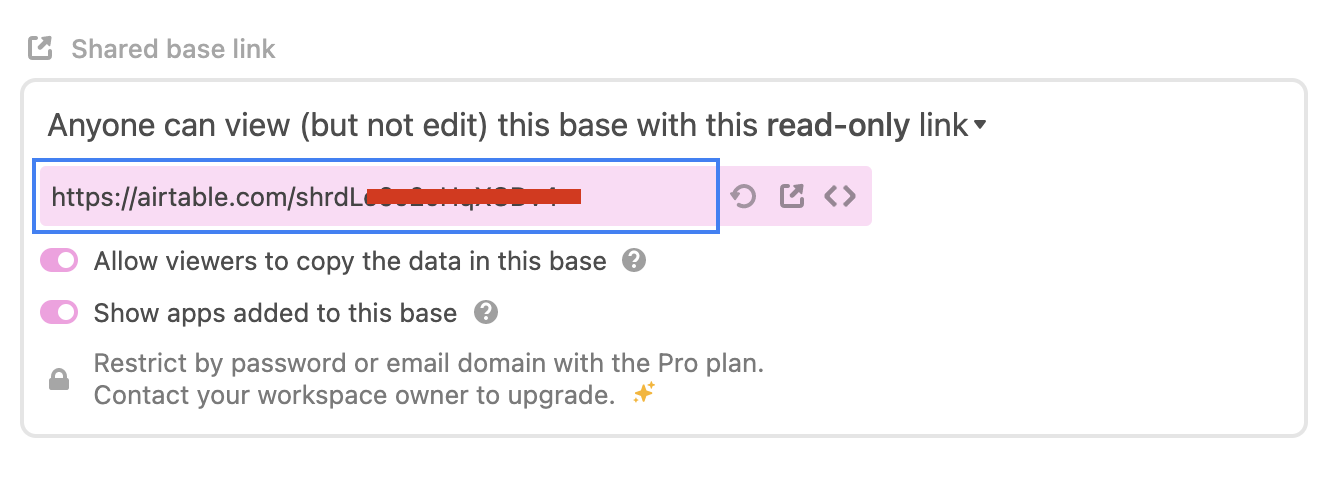 Shared base link
Anyone can view (but not edit) this base with this read-only link
https://airtable.com/shrdL
Allow viewers to copy the data in this base
Show apps added to this base
Restrict by password or email domain with the Pro plan.
Contact your workspace owner to upgrade.